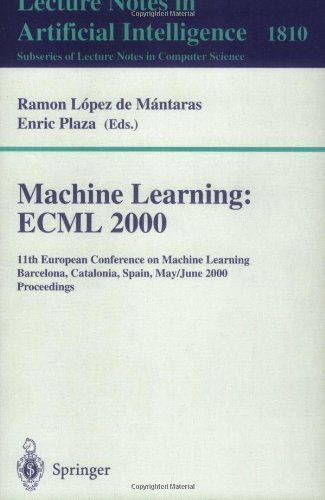 Lecture Notes in
Artificial Intelligence 1810
Subseries of Lecture Notes in Computer Science
Ramon López de Mántaras
Enric Plaza (Eds.)
Machine Learning:
ECML 2000
11th European Conference on Machine Learning
Barcelona, Catalonia, Spain, May/June 2000
Proceedings
Springer